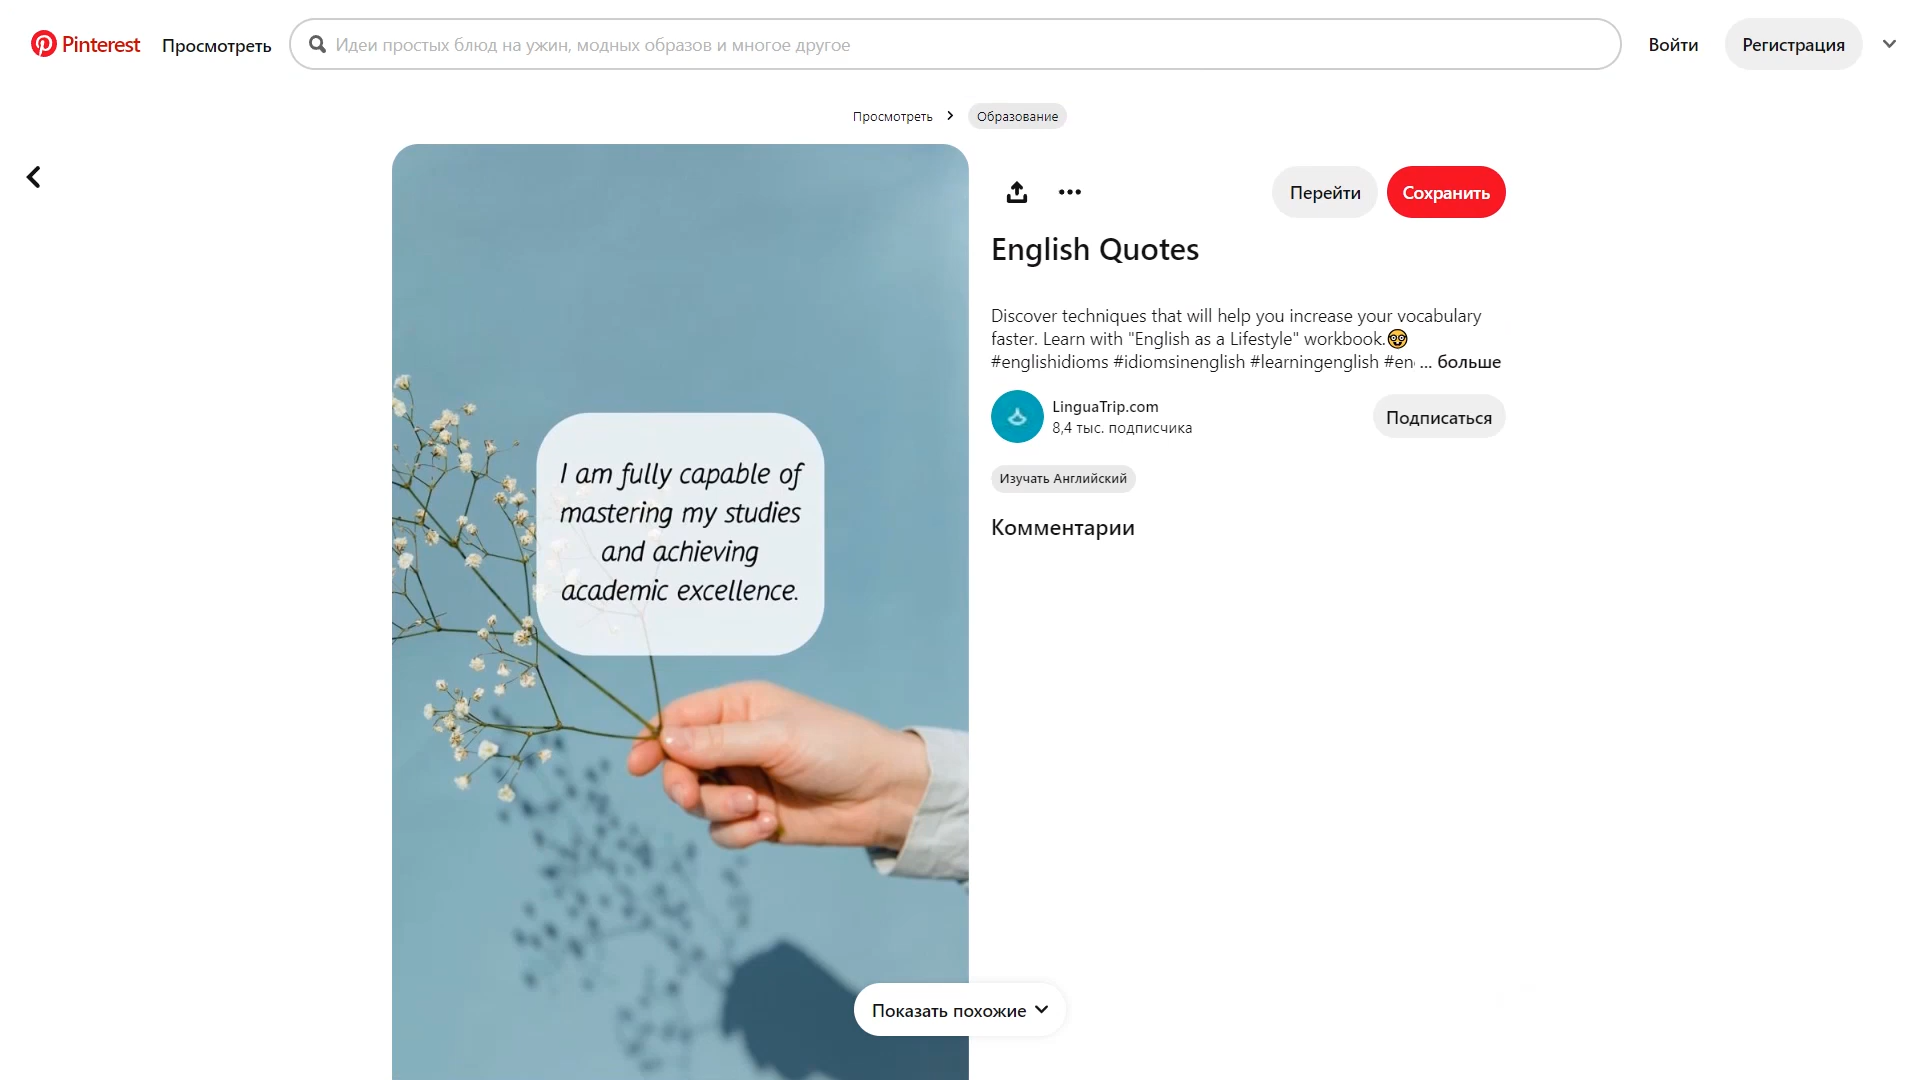 Pinterest
Просмотреть
Идеи простых блюд на ужин, модных образов и многое другое
Войти
Регистрация
Просмотреть
Образование
I am fully capable of
mastering my studies
and achieving
academic excellence.
Перейти
Сохранить
English Quotes
Discover techniques that will help you increase your vocabulary
faster. Learn with "English as a Lifestyle" workbook.🤓
#englishidioms #idiomsinenglish #learningenglish #en ... больше
LinguaTrip.com
8,4 тыс. подписчика
Подписаться
Изучать Английский
Комментарии
Показать похожие